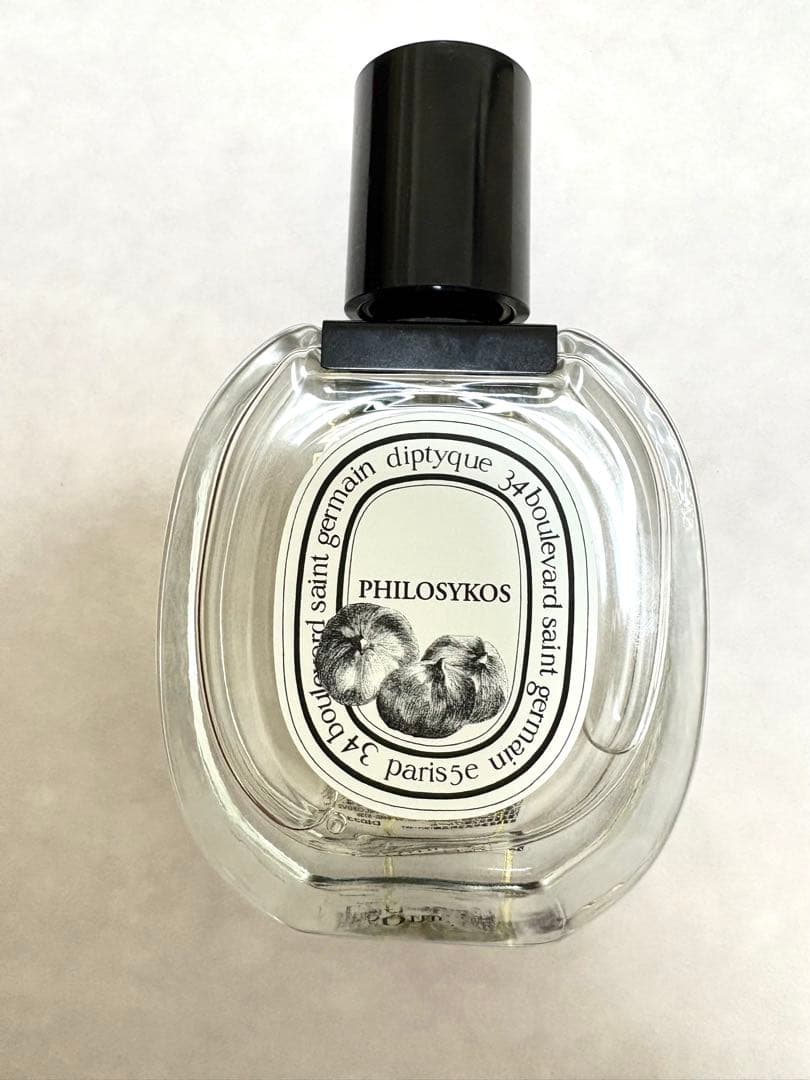 diptyque 34 boulevard saint germain
paris 5e
34 boulevard saint germain
PHILOSYKOS